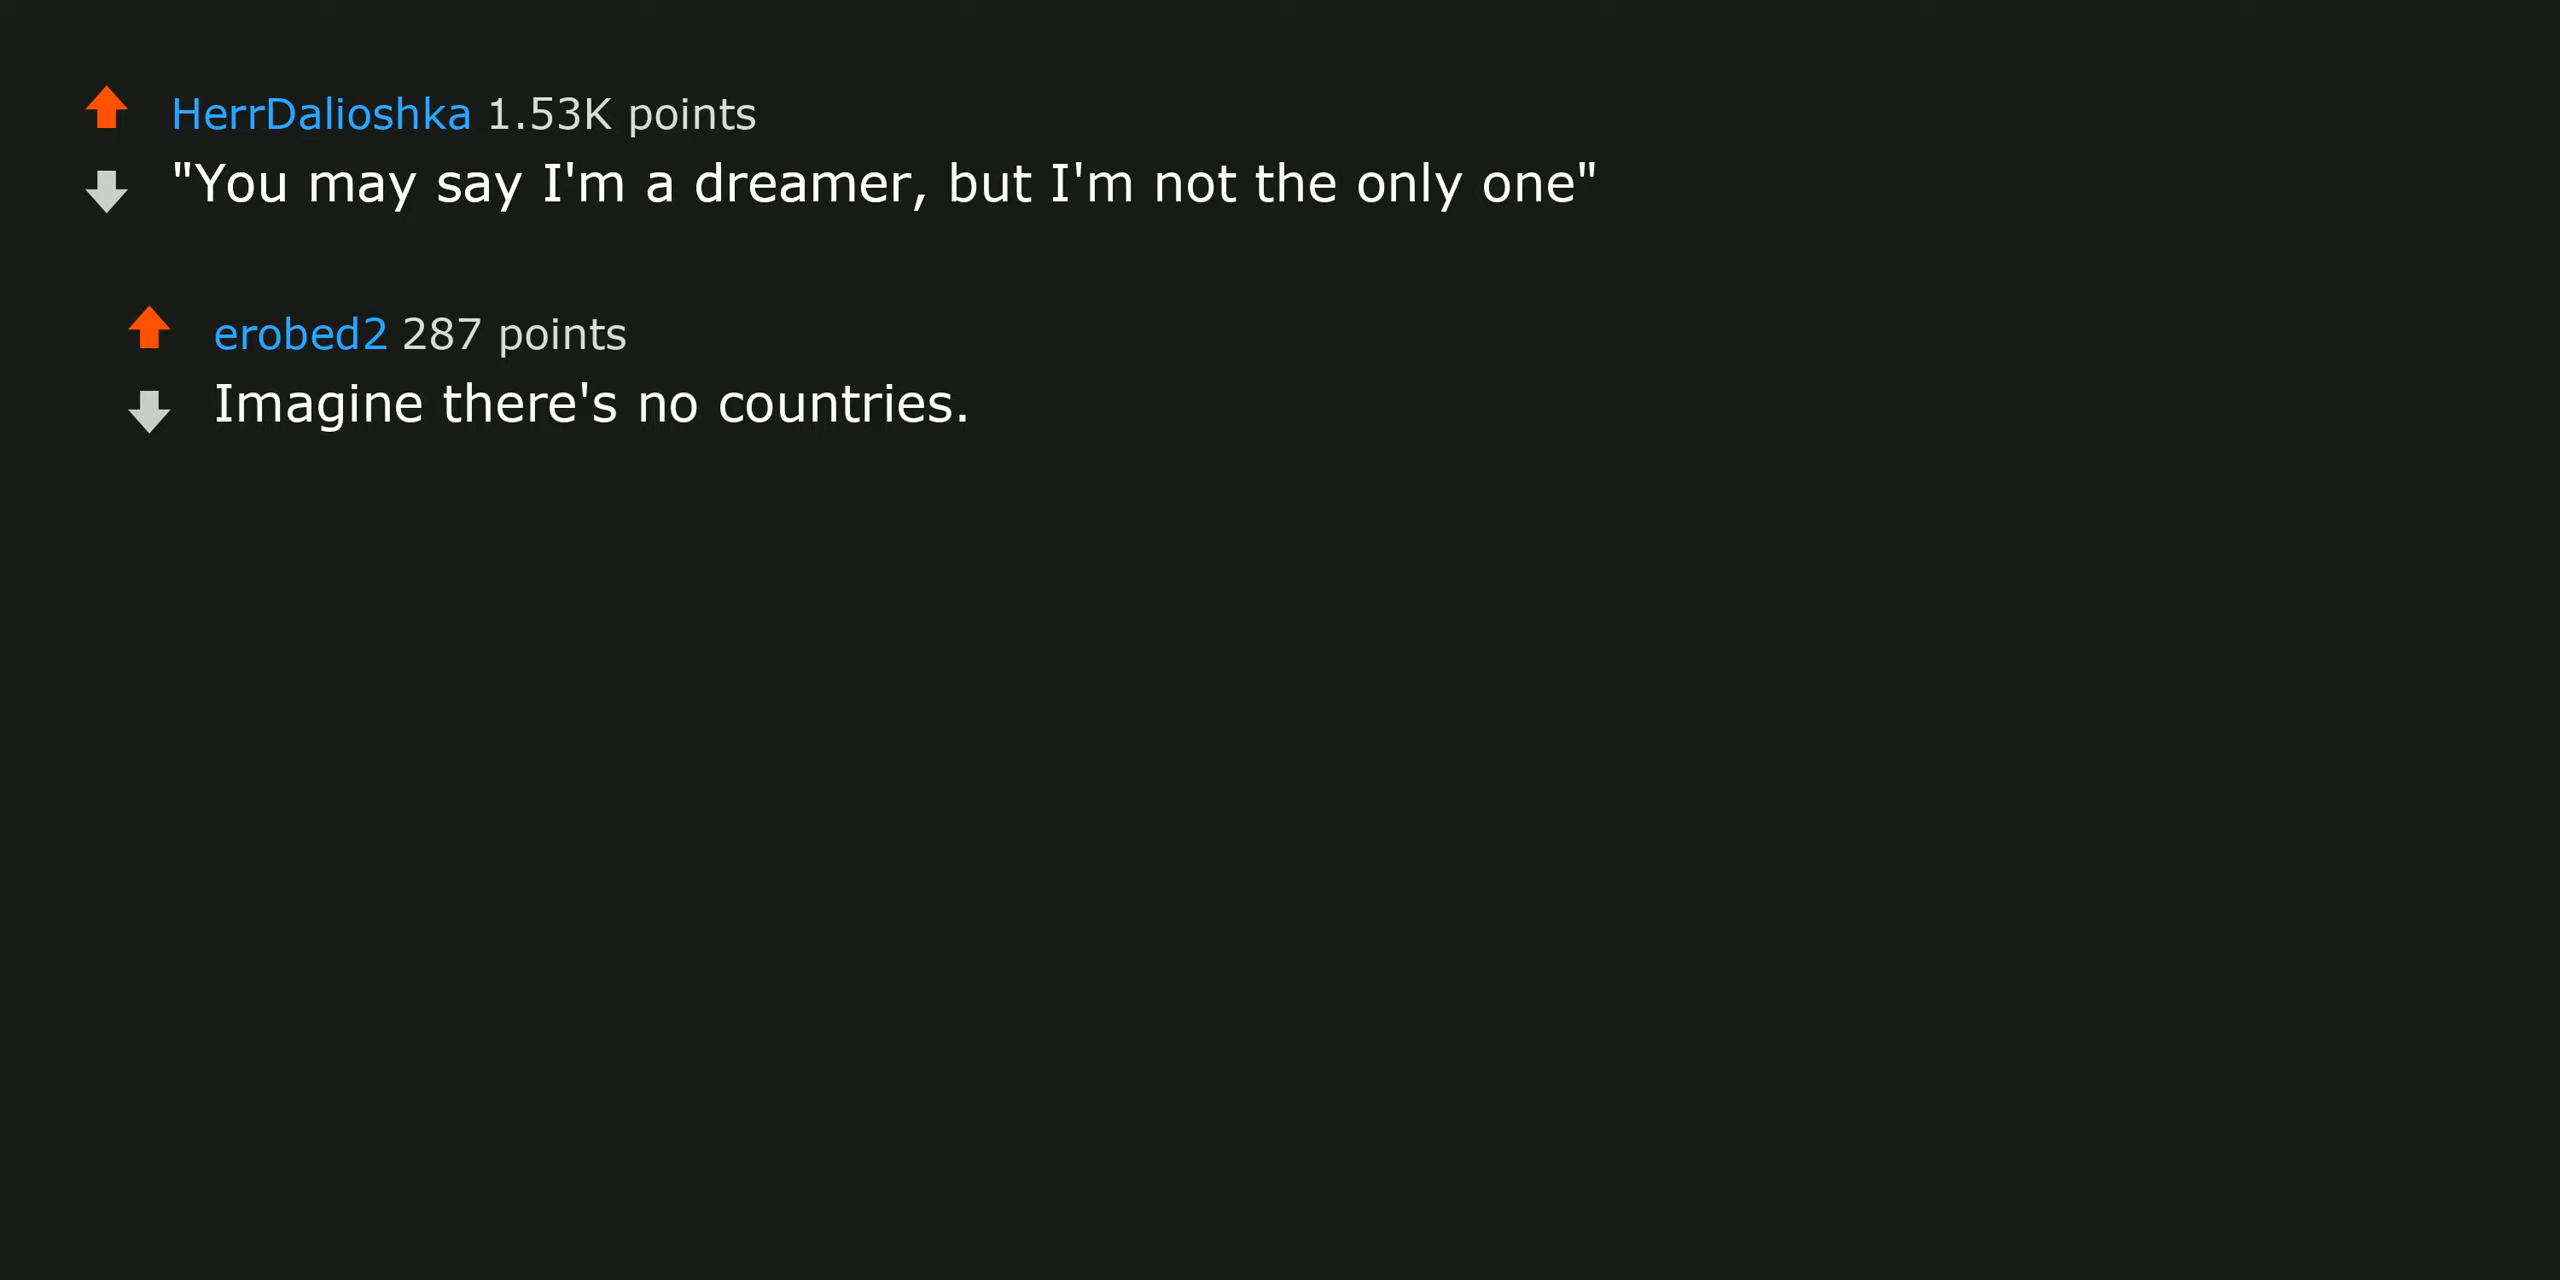 HerrDalioshka 1.53K points
"You may say I'm a dreamer, but I'm not the only one"
erobed2 287 points
Imagine there's no countries.